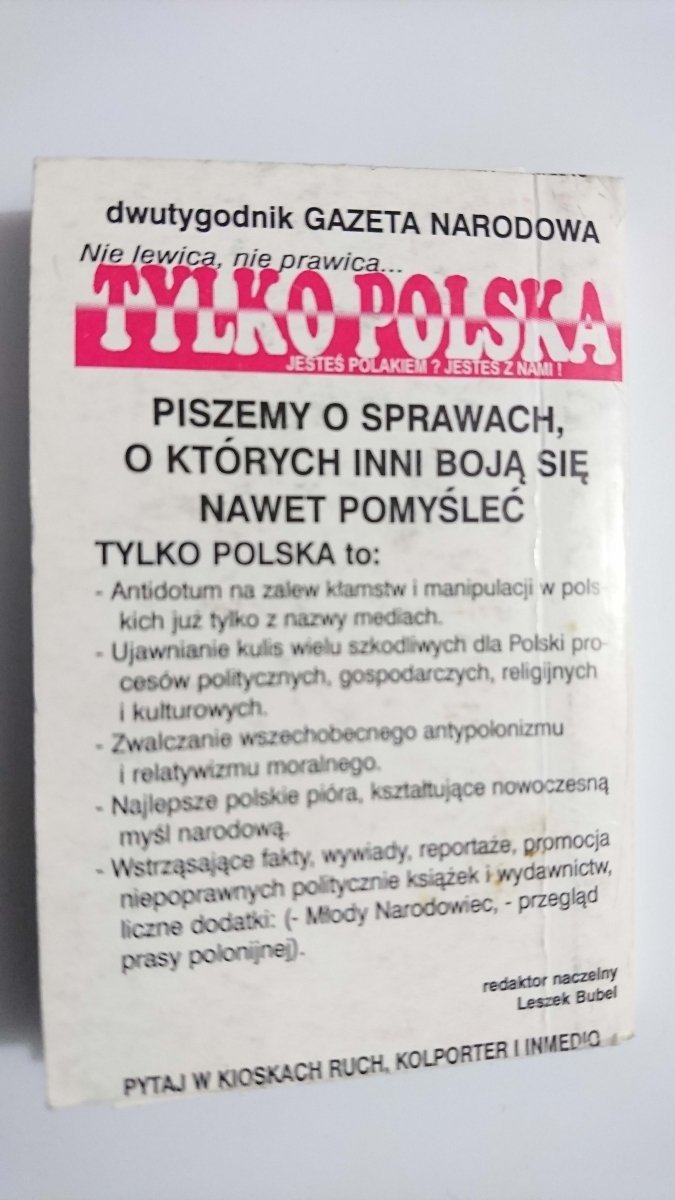 dwutygodnik GAZETA NARODOWA
Nie lewica, nie prawica...
TYLKO POLSKA
JESTEŚ POLAKIEM ? JESTEŚ Z NAMI !
PISZEMY O SPRAWACH,
O KTÓRYCH INNI BOJĄ SIĘ
NAWET POMYŚLEĆ
TYLKO POLSKA to:
- Antidotum na zalew kłamstw i manipulacji w pols-
kich już tylko z nazwy mediach.
- Ujawnianie kulis wielu szkodliwych dla Polski pro-
cesów politycznych, gospodarczych, religijnych
i kulturowych.
- Zwalczanie wszechobecnego antypolonizmu
i relatywizmu moralnego.
- Najlepsze polskie pióra, kształtujące nowoczesną
myśl narodową.
- Wstrząsające fakty, wywiady, reportaże, promocja
niepoprawnych politycznie książek i wydawnictw,
liczne dodatki: (- Młody Narodowiec, - przegląd
prasy polonijnej).
redaktor naczelny
Leszek Bubel
PYTAJ W KIOSKACH RUCH, KOLPORTER I INMEDIO